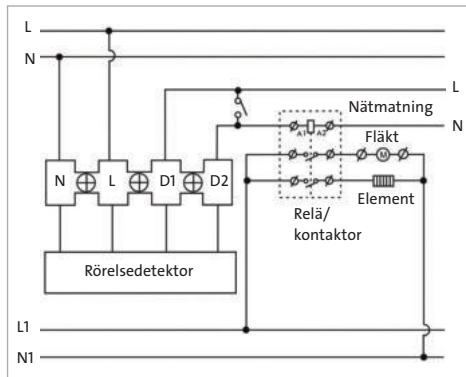 L
N
L
Nätmatning
A1 A2
N
Fläkt
M
N L D1 D2
Element
Relä/
kontaktor
Rörelsedetektor
L1
N1